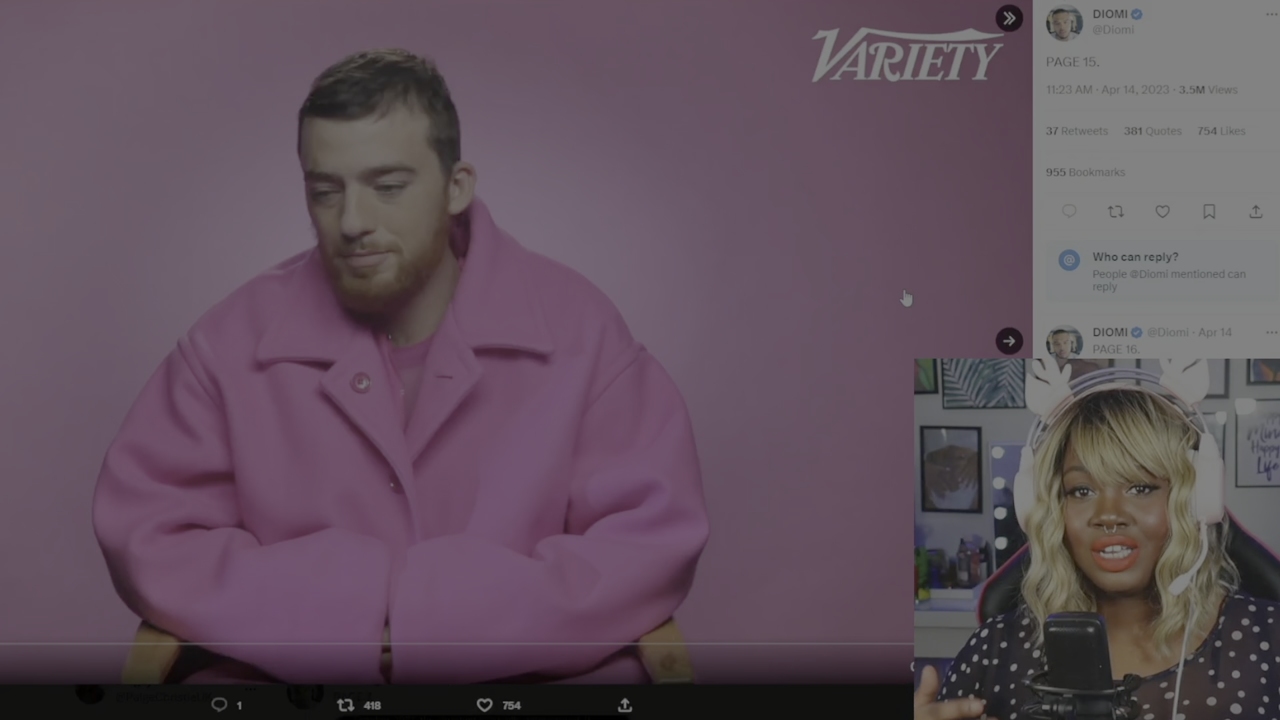 VARIETY
DIOMI
@Diomi
PAGE 15.
11:23 AM · Apr 14, 2023 · 3.5M Views
37 Retweets 381 Quotes 754 Likes
955 Bookmarks
Who can reply?
People @Diomi mentioned can
reply
DIOMI @Diomi · Apr 14
PAGE 16.
Life
1
418
754